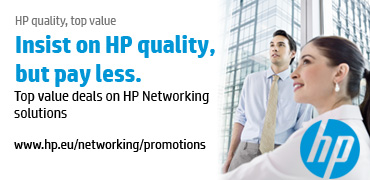 HP quality, top value
Insist on HP quality,
but pay less.
Top value deals on HP Networking
solutions
www.hp.eu/networking/promotions
hp